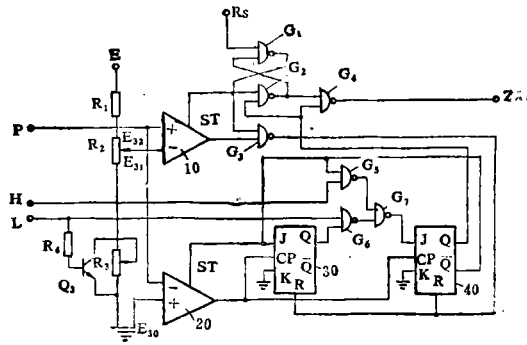 Rs
G₁
E
G₂
G₄
R₁
ST
P
R₂
E₃₂
E₃₁
+
−
10
G₃
G₅
H
L
G₇
G₆
R₄
R₃
Q₃
ST
J
Q
CP
K
R
Q̅
30
J
Q
CP
K
R
Q̅
40
−
+
20
E₃₀